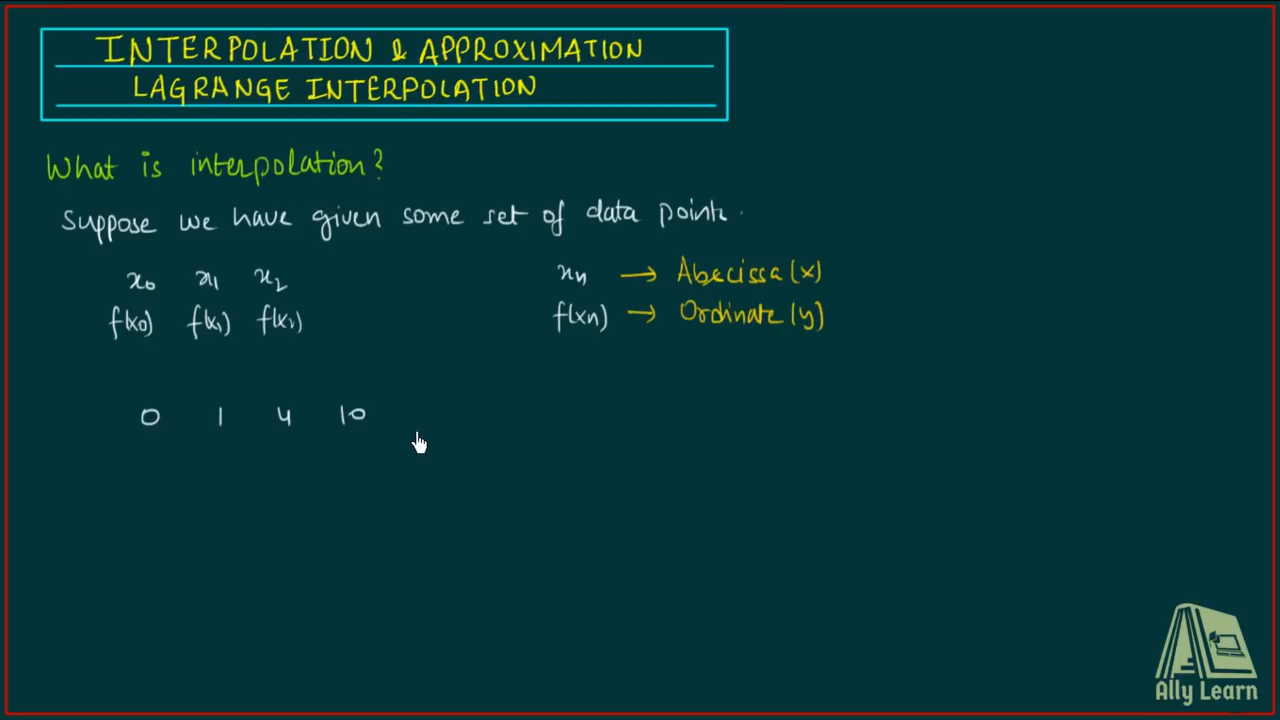 INTERPOLATION & APPROXIMATION
LAGRANGE INTERPOLATION
What is interpolation?
Suppose we have given some set of data points.
x0 x1 x2 xn → Abscissa (x)
f(x0) f(x1) f(x2) f(xn) → Ordinate (y)
0 1 4 10
Ally Learn